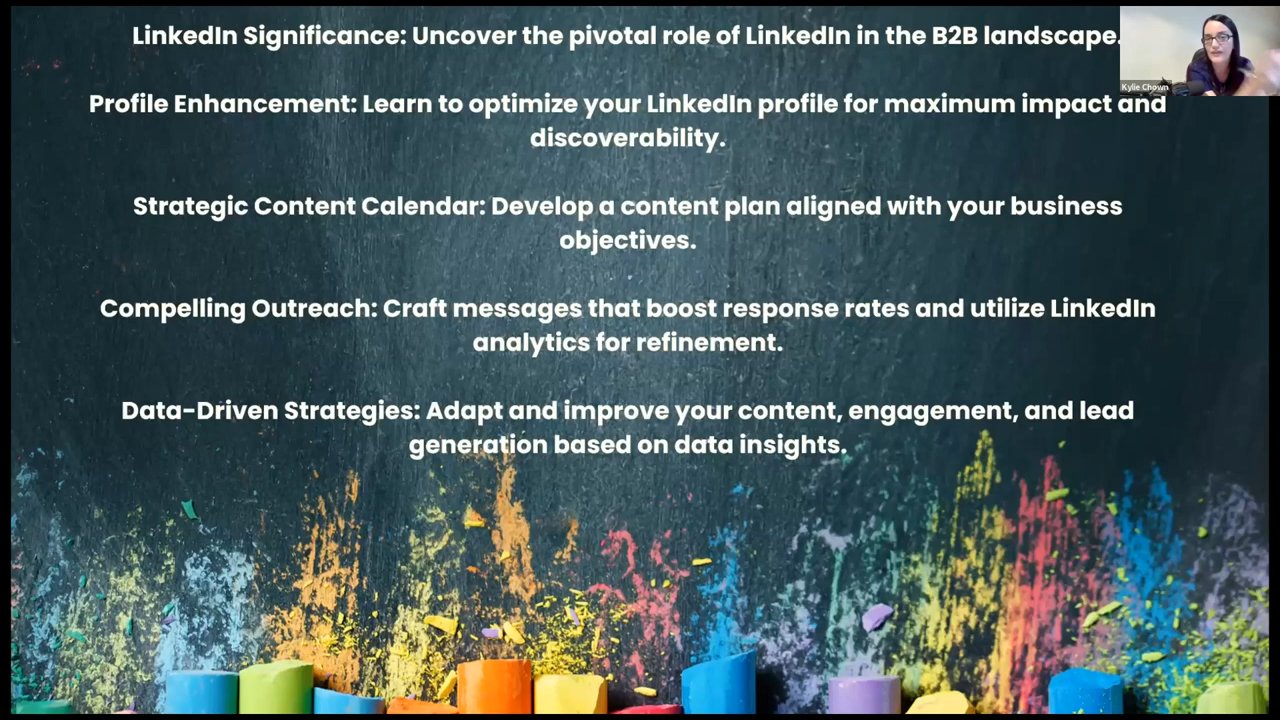 LinkedIn Significance: Uncover the pivotal role of LinkedIn in the B2B landscape.
Kylie Chown
Profile Enhancement: Learn to optimize your LinkedIn profile for maximum impact and
discoverability.
Strategic Content Calendar: Develop a content plan aligned with your business
objectives.
Compelling Outreach: Craft messages that boost response rates and utilize LinkedIn
analytics for refinement.
Data-Driven Strategies: Adapt and improve your content, engagement, and lead
generation based on data insights.